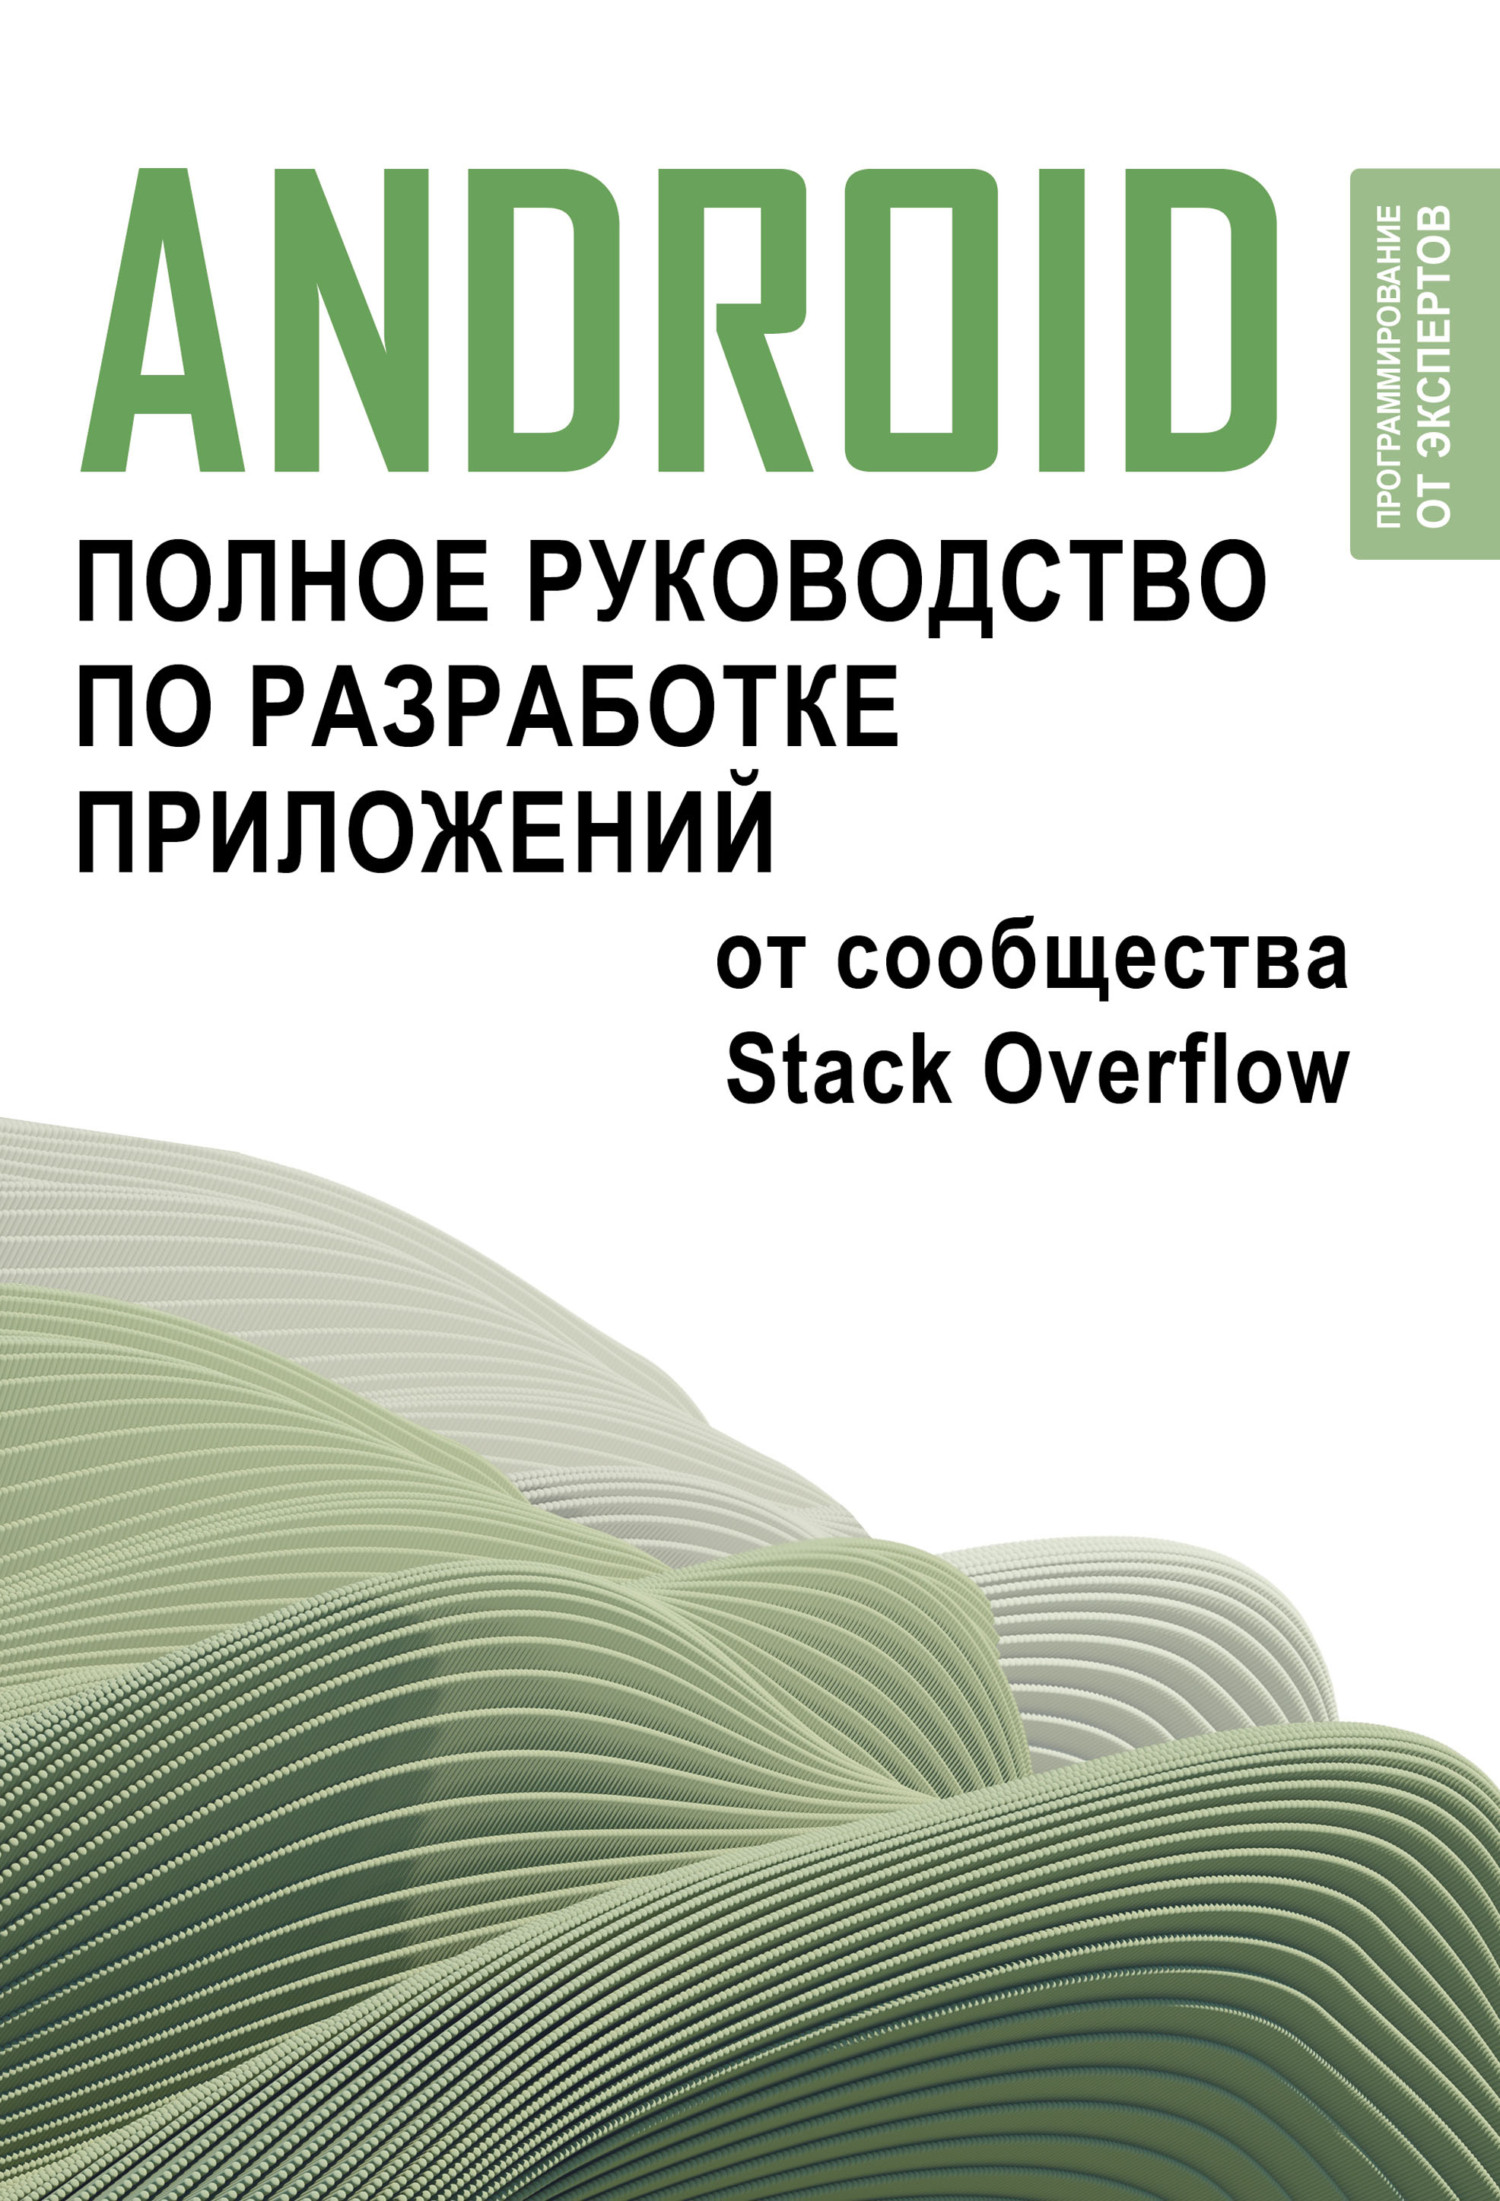 ANDROID
ПОЛНОЕ РУКОВОДСТВО
ПО РАЗРАБОТКЕ
ПРИЛОЖЕНИЙ
от сообщества
Stack Overflow
ПРОГРАММИРОВАНИЕ
ОТ ЭКСПЕРТОВ